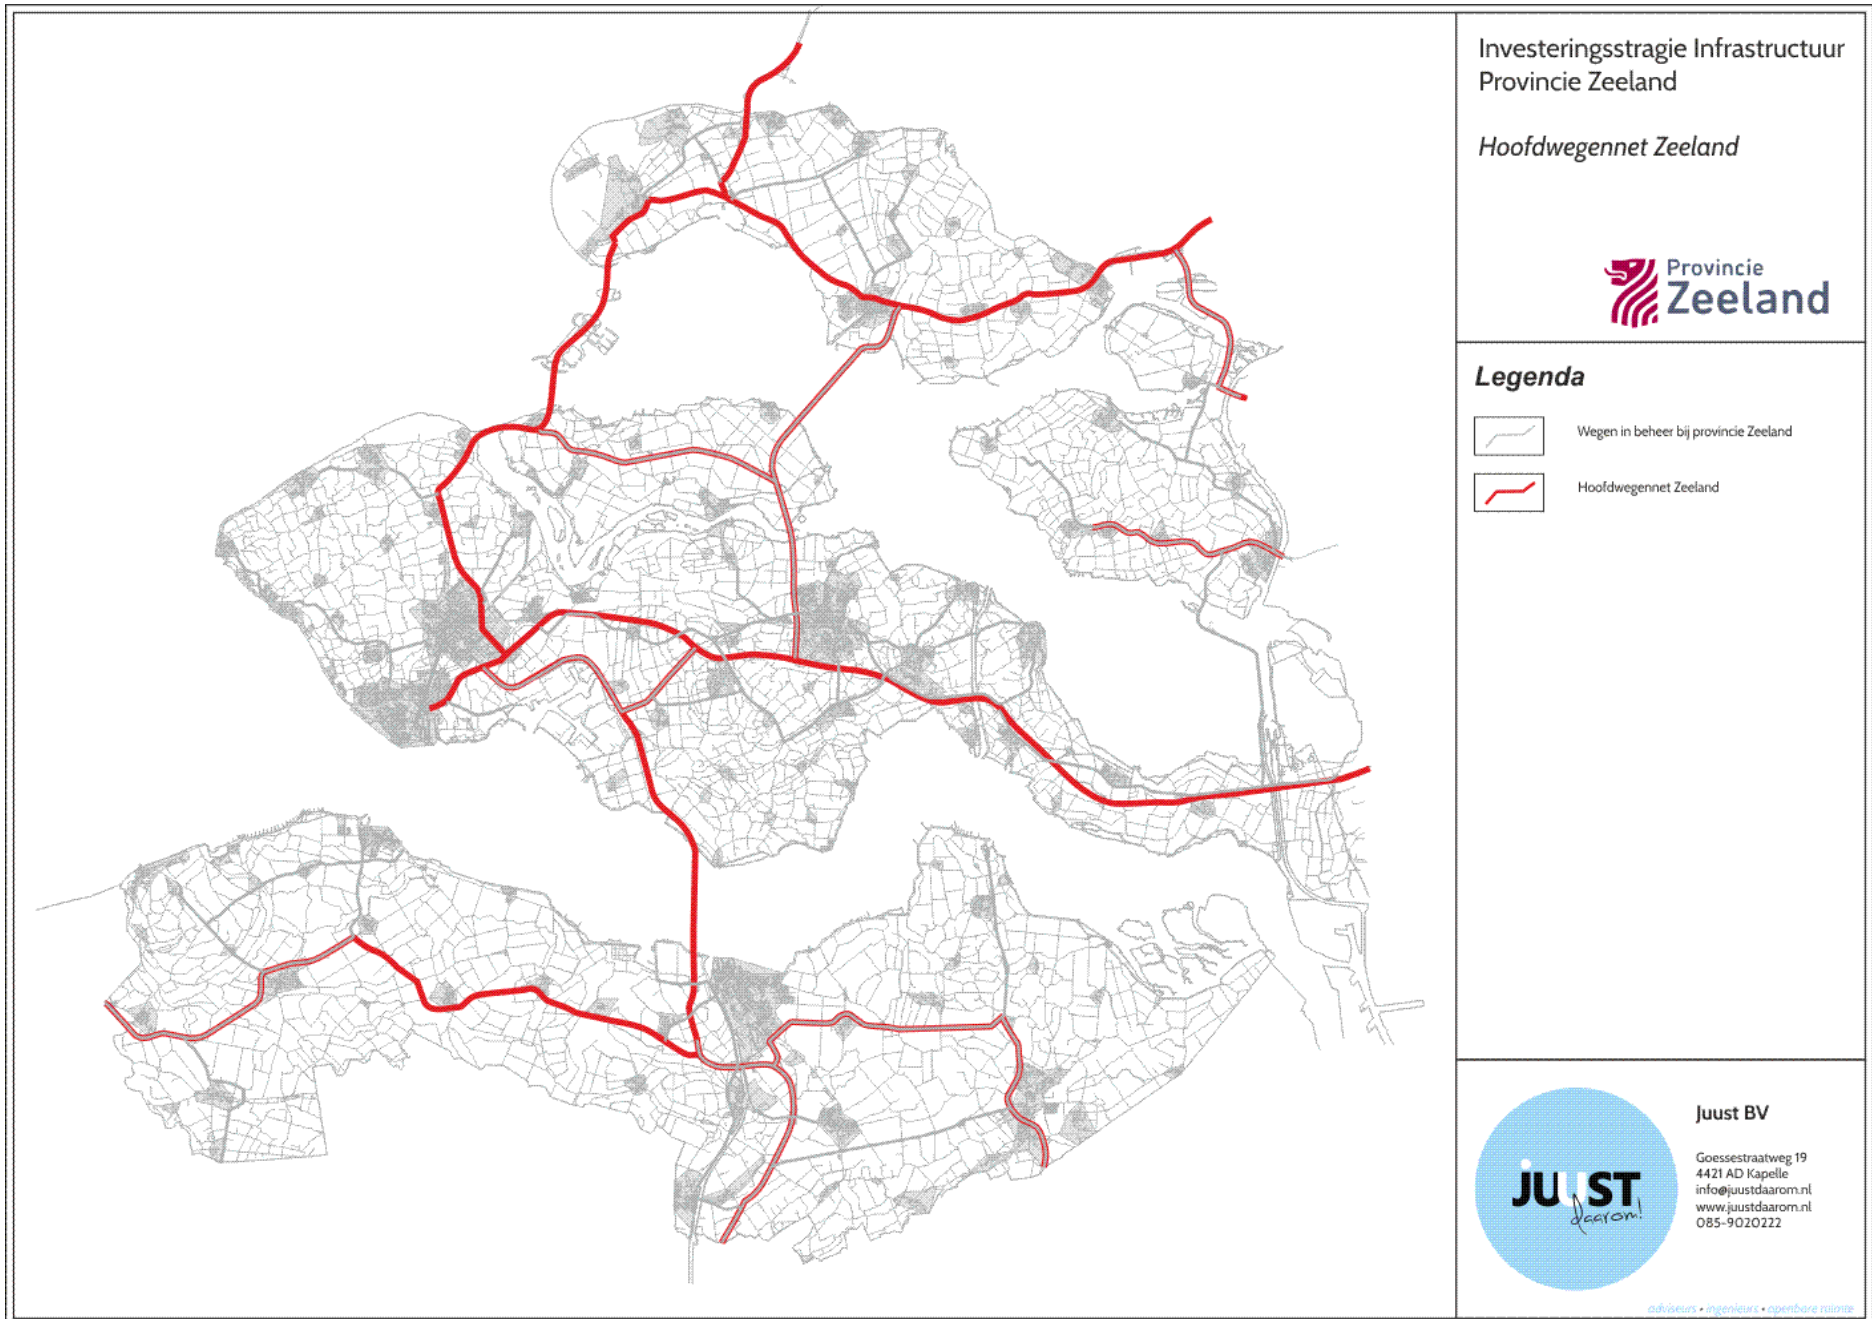 Investeringsstragie Infrastructuur
Provincie Zeeland
Hoofdwegennet Zeeland
Provincie
Zeeland
Legenda
Wegen in beheer bij provincie Zeeland
Hoofdwegennet Zeeland
JUUST
daarom!
Juust BV
Goessestraatweg 19
4421 AD Kapelle
info@juustdaarom.nl
www.juustdaarom.nl
085-9020222
adviseurs • ingenieurs • openbare ruimte